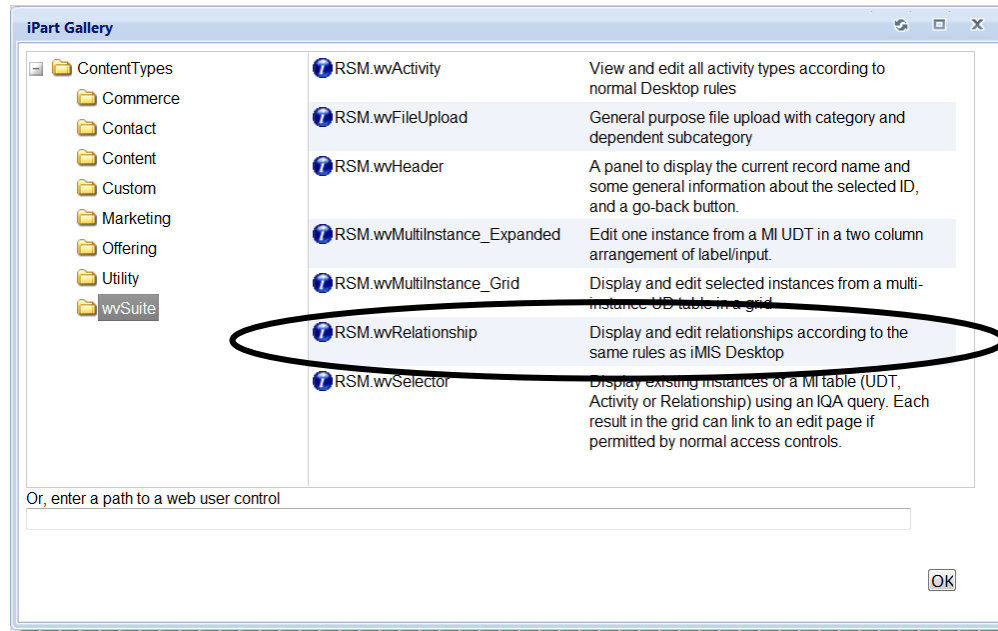 iPart Gallery
ContentTypes
Commerce
Contact
Content
Custom
Marketing
Offering
Utility
wvSuite
RSM.wvActivity
View and edit all activity types according to
normal Desktop rules
RSM.wvFileUpload
General purpose file upload with category and
dependent subcategory
RSM.wvHeader
A panel to display the current record name and
some general information about the selected ID,
and a go-back button.
RSM.wvMultiInstance_Expanded
Edit one instance from a MI UDT in a two column
arrangement of label/input.
RSM.wvMultiInstance_Grid
Display and edit selected instances from a multi-
instance UD table in a grid
RSM.wvRelationship
Display and edit relationships according to the
same rules as iMIS Desktop
RSM.wvSelector
Display existing instances of a MI table (UDT,
Activity or Relationship) using an IQA query. Each
result in the grid can link to an edit page if
permitted by normal access controls.
Or, enter a path to a web user control
OK